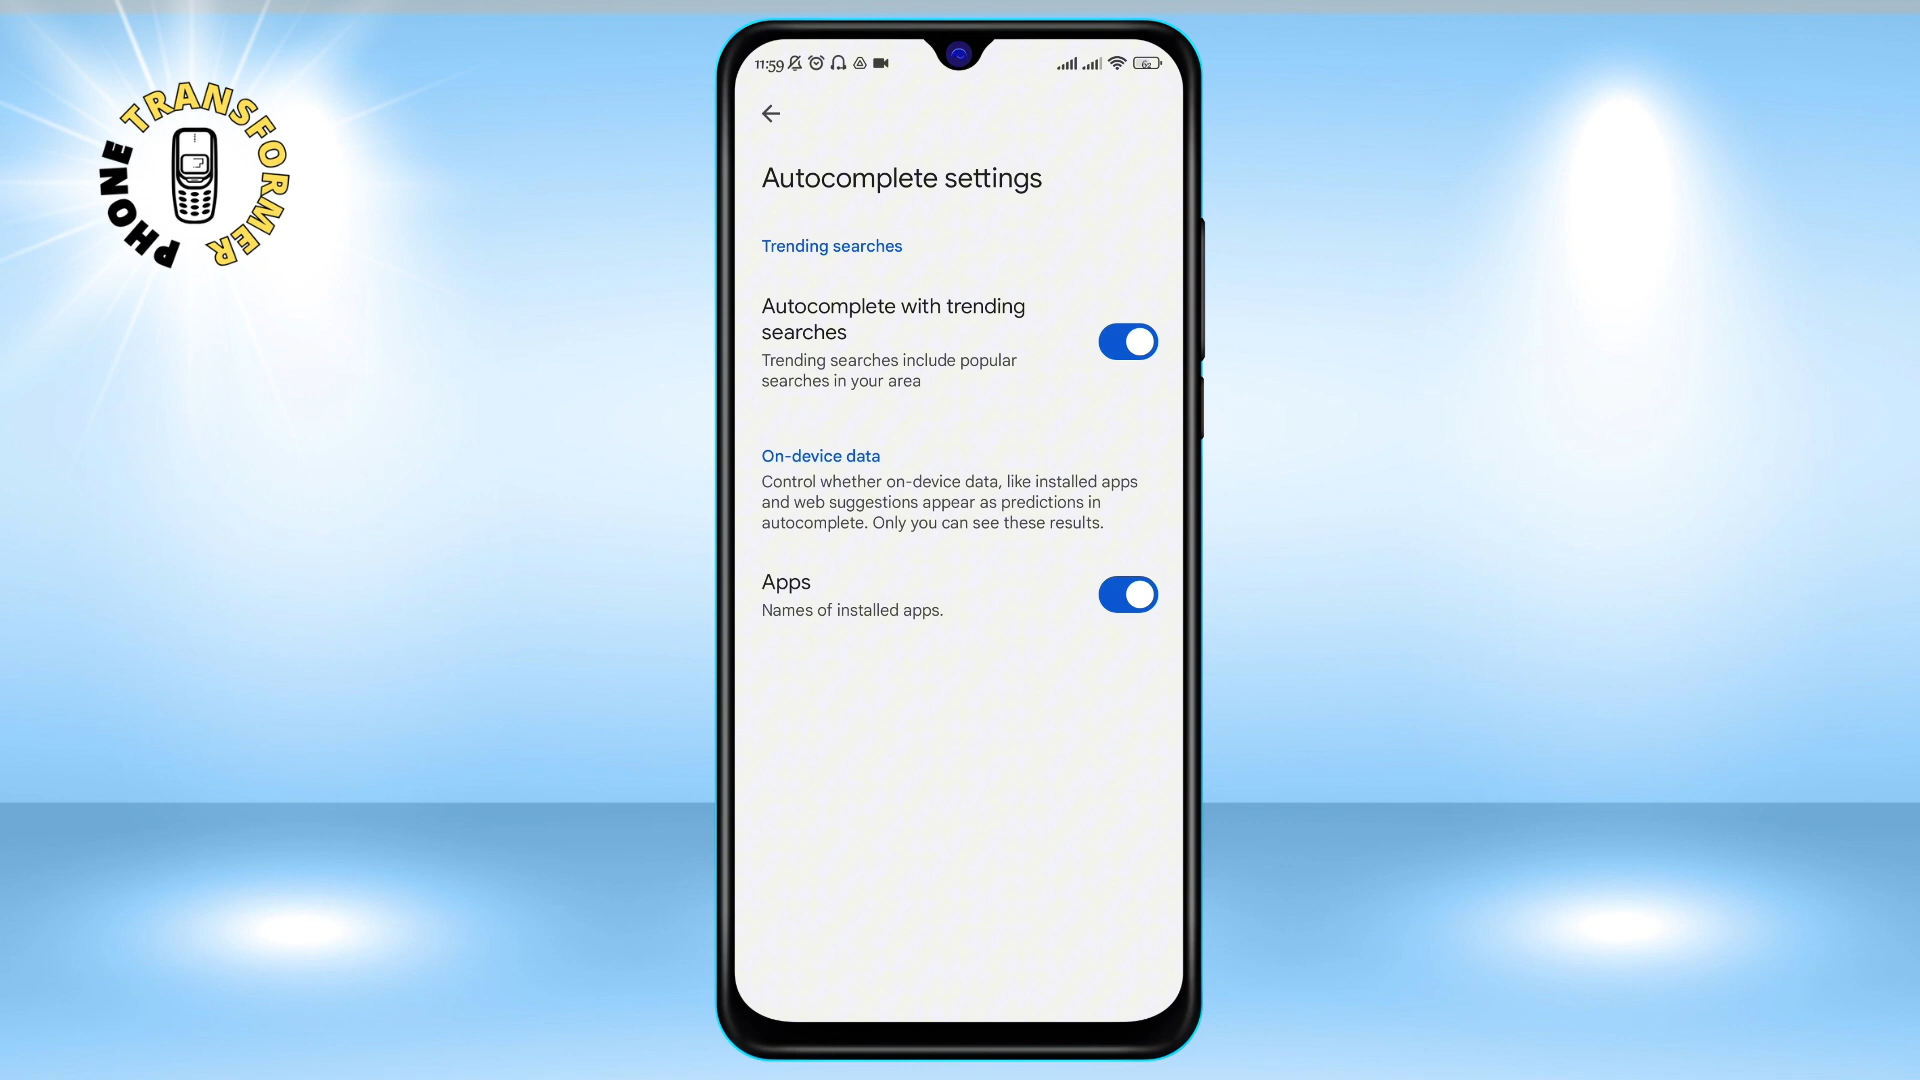 PHONE TRANSFORMER
11:59
62
Autocomplete settings
Trending searches
Autocomplete with trending
searches
Trending searches include popular
searches in your area
On-device data
Control whether on-device data, like installed apps
and web suggestions appear as predictions in
autocomplete. Only you can see these results.
Apps
Names of installed apps.